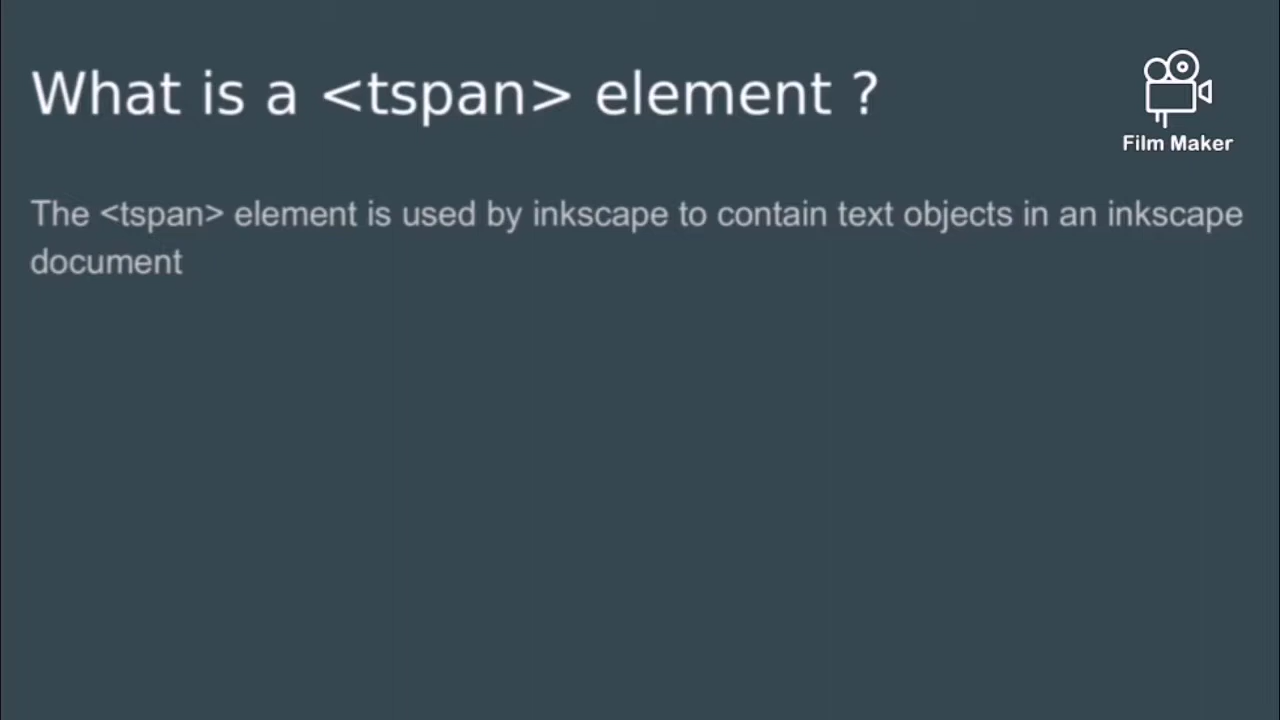 What is a <tspan> element ?
Film Maker
The <tspan> element is used by inkscape to contain text objects in an inkscape
document